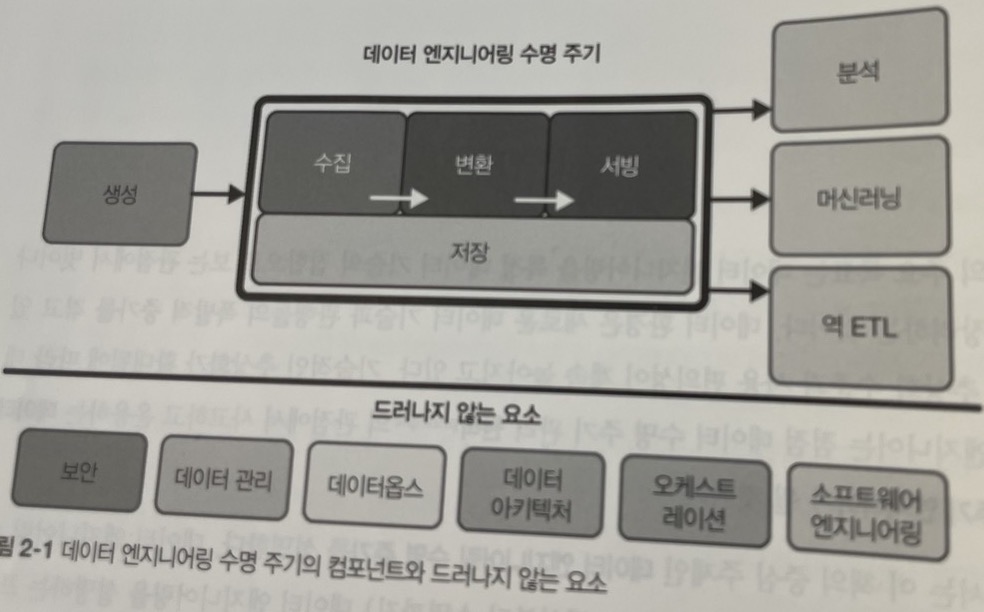 데이터 엔지니어링 수명 주기
생성
수집
변환
서빙
저장
분석
머신러닝
역 ETL
드러나지 않는 요소
보안
데이터 관리
데이터옵스
데이터
아키텍처
오케스트
레이션
소프트웨어
엔지니어링
림 2-1 데이터 엔지니어링 수명 주기의 컴포넌트와 드러나지 않는 요소